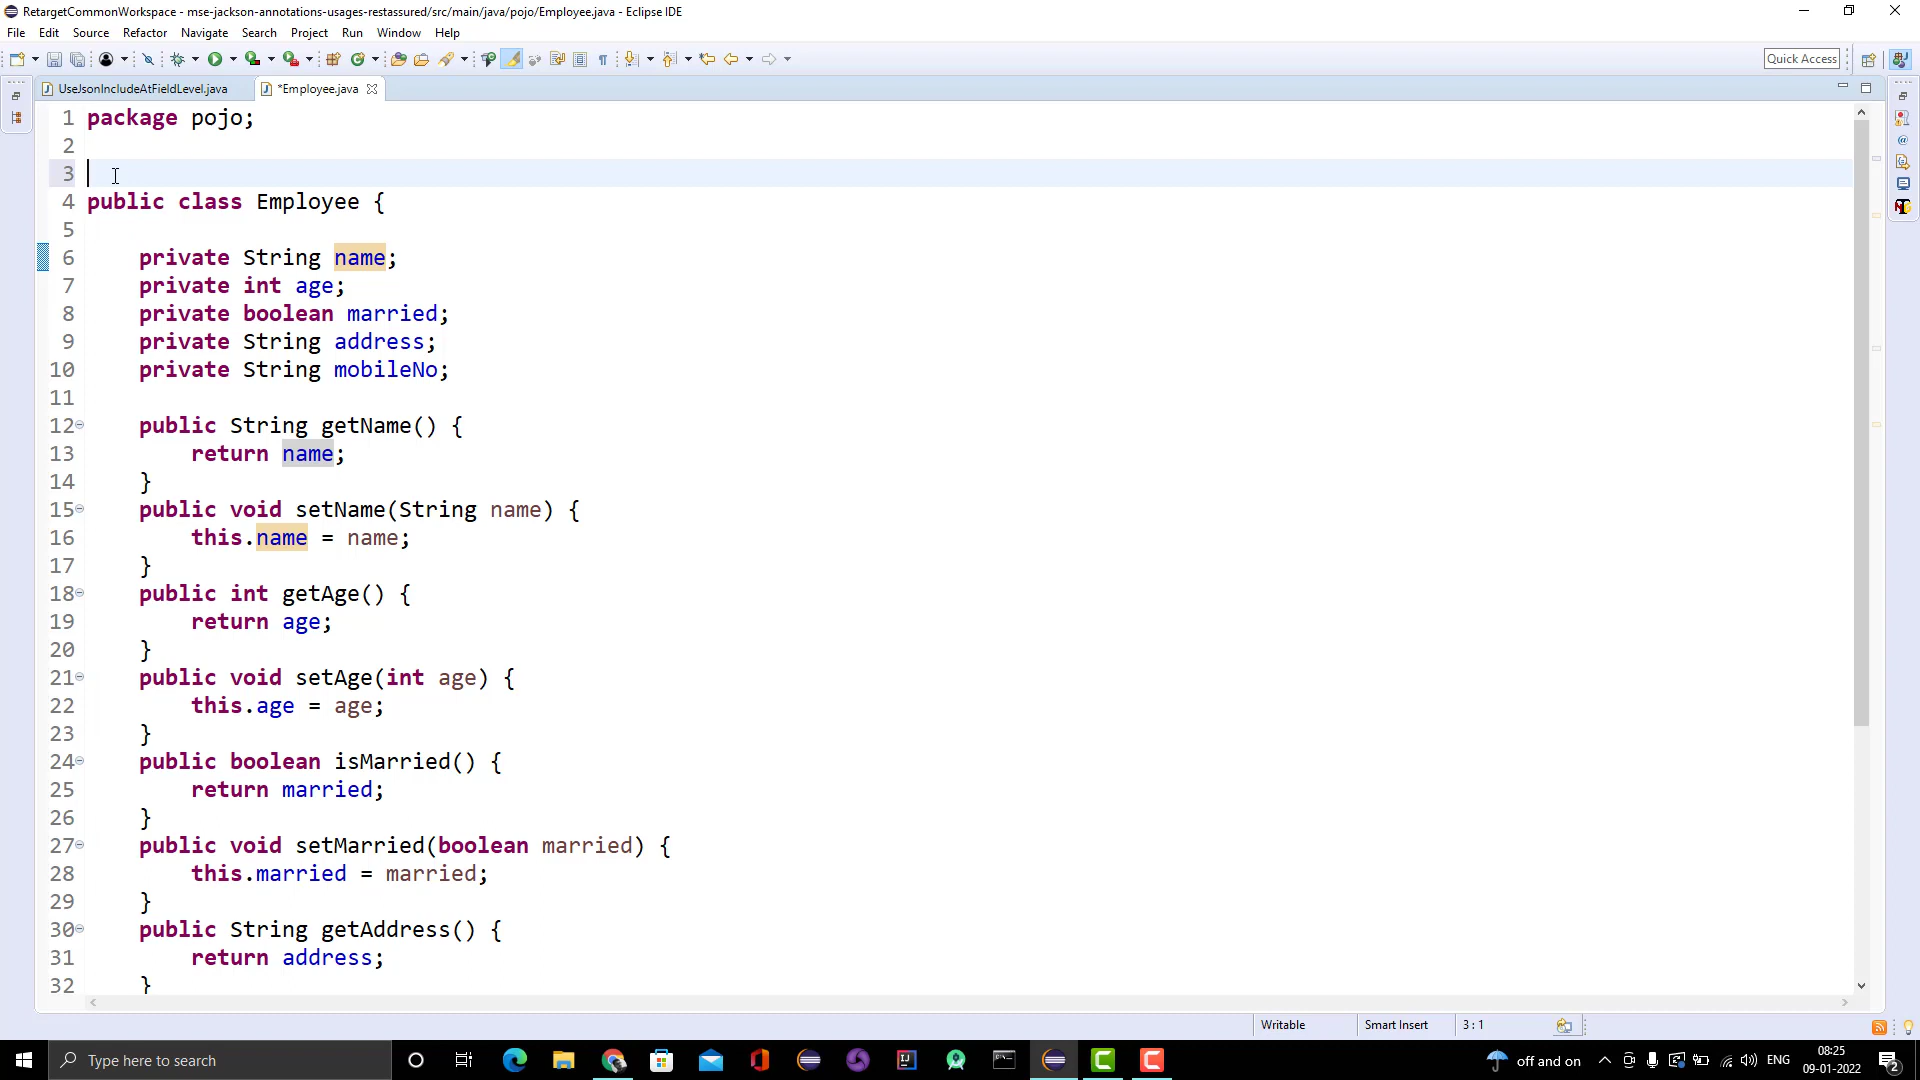 RetargetCommonWorkspace - mse-jackson-annotations-usages-restassured/src/main/java/pojo/Employee.java - Eclipse IDE
File Edit Source Refactor Navigate Search Project Run Window Help
Quick Access
UseJsonIncludeAtFieldLevel.java *Employee.java
1 package pojo;
2
3
4 public class Employee {
5
6 private String name;
7 private int age;
8 private boolean married;
9 private String address;
10 private String mobileNo;
11
12 public String getName() {
13 return name;
14 }
15 public void setName(String name) {
16 this.name = name;
17 }
18 public int getAge() {
19 return age;
20 }
21 public void setAge(int age) {
22 this.age = age;
23 }
24 public boolean isMarried() {
25 return married;
26 }
27 public void setMarried(boolean married) {
28 this.married = married;
29 }
30 public String getAddress() {
31 return address;
32 }
Writable Smart Insert 3 : 1
Type here to search
off and on
ENG
08:25
09-01-2022
2